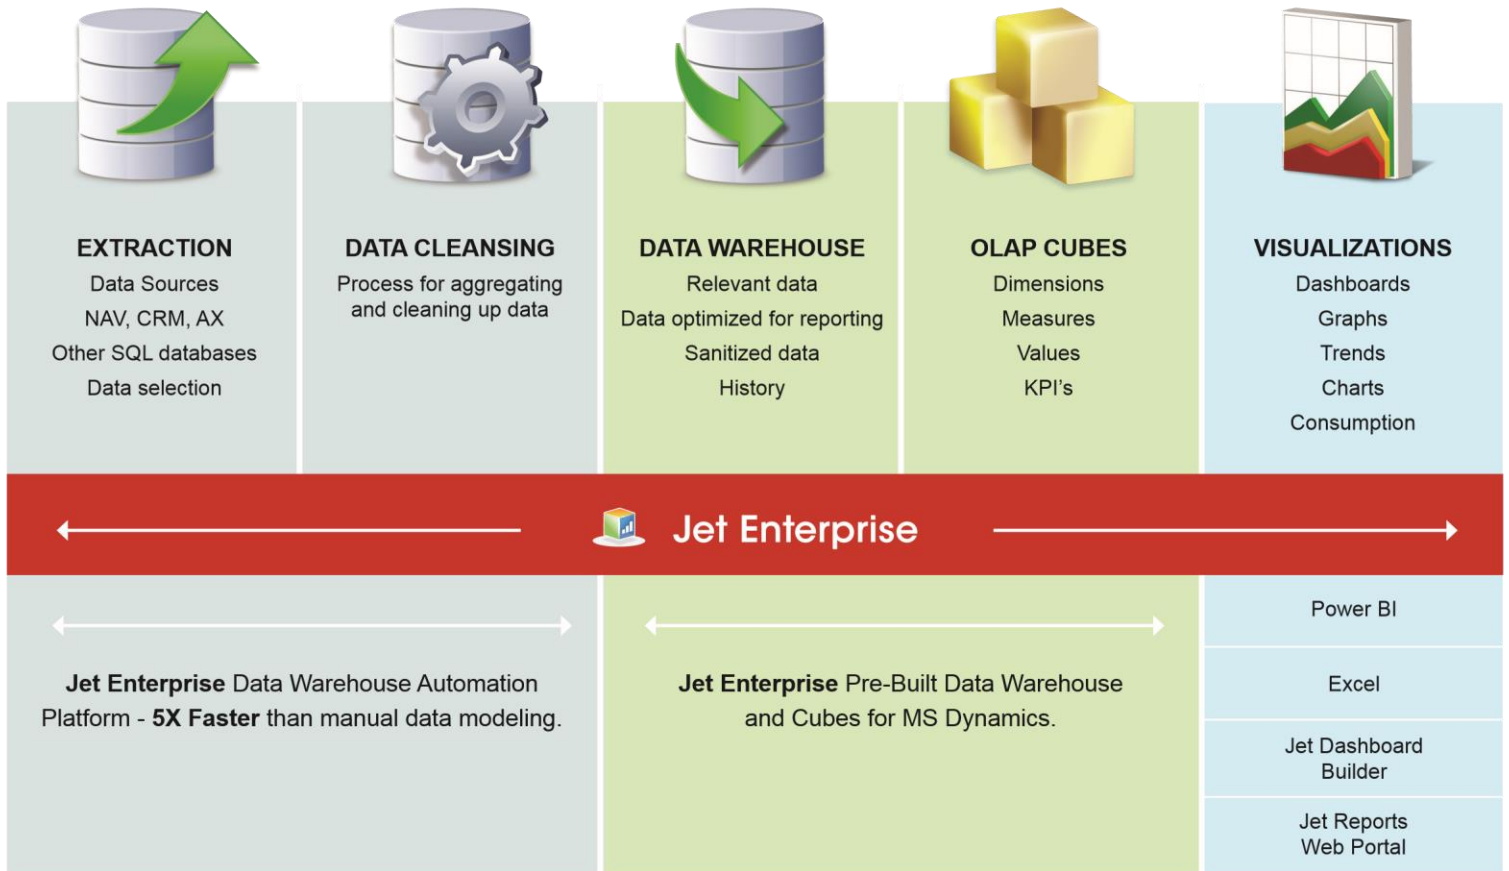 EXTRACTION
Data Sources
NAV, CRM, AX
Other SQL databases
Data selection
DATA CLEANSING
Process for aggregating
and cleaning up data
DATA WAREHOUSE
Relevant data
Data optimized for reporting
Sanitized data
History
OLAP CUBES
Dimensions
Measures
Values
KPI's
VISUALIZATIONS
Dashboards
Graphs
Trends
Charts
Consumption
Jet Enterprise
Jet Enterprise Data Warehouse Automation
Platform - 5X Faster than manual data modeling.
Jet Enterprise Pre-Built Data Warehouse
and Cubes for MS Dynamics.
Power BI
Excel
Jet Dashboard
Builder
Jet Reports
Web Portal